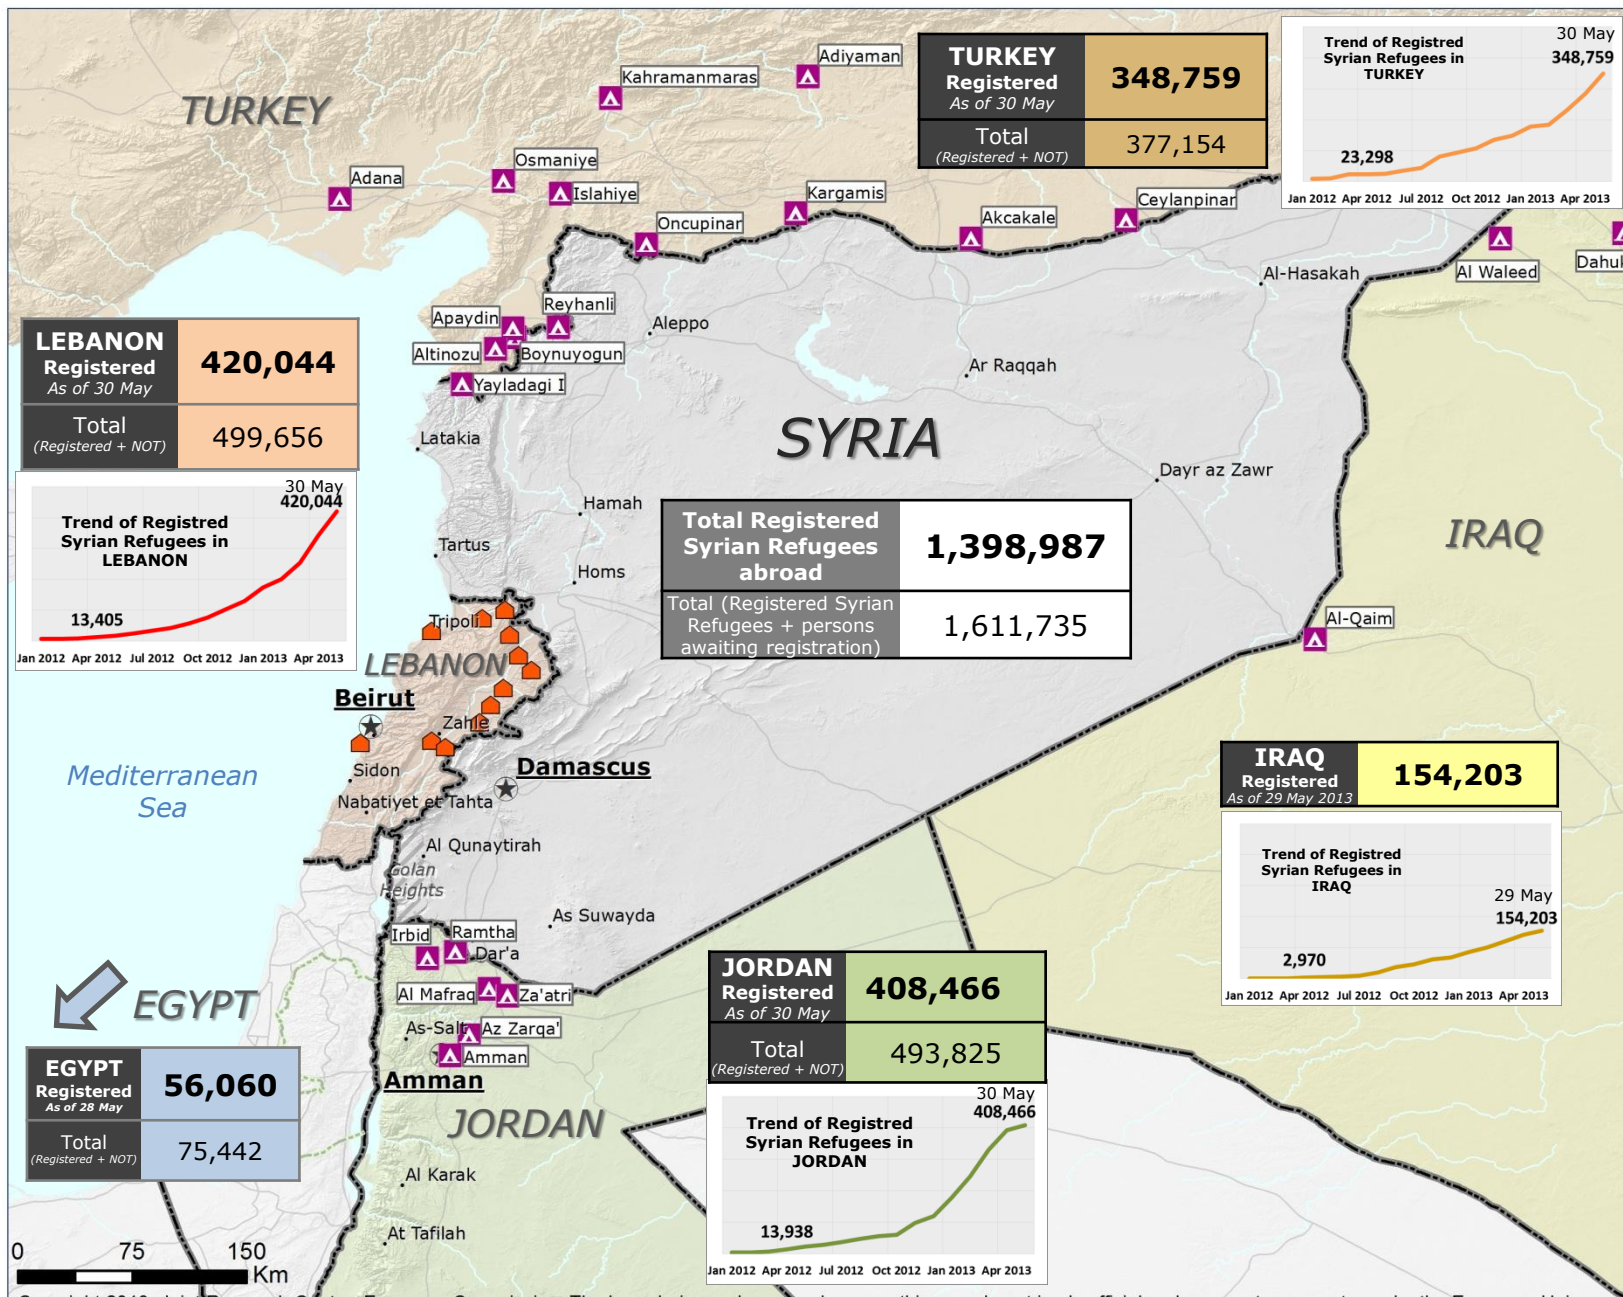 TURKEY
Kahramanmaras
Adiyaman
Adana
Osmaniye
Islahiye
Oncupinar
Kargamis
Akcakale
Ceylanpinar
TURKEY
Registered
As of 30 May
348,759
Total
(Registered + NOT)
377,154
Trend of Registred
Syrian Refugees in
TURKEY
30 May
348,759
23,298
Jan 2012 Apr 2012 Jul 2012 Oct 2012 Jan 2013 Apr 2013
Al Waleed
Dahuk
Al-Hasakah
Reyhanli
Apaydin
Altinozu
Boynuyogun
Yayladagi I
Aleppo
Ar Raqqah
LEBANON
Registered
As of 30 May
420,044
Total
(Registered + NOT)
499,656
30 May
420,044
Trend of Registred
Syrian Refugees in
LEBANON
13,405
Jan 2012 Apr 2012 Jul 2012 Oct 2012 Jan 2013 Apr 2013
Latakia
SYRIA
Dayr az Zawr
Hamah
Tartus
Homs
Total Registered
Syrian Refugees
abroad
1,398,987
Total (Registered Syrian
Refugees + persons
awaiting registration)
1,611,735
IRAQ
Al-Qaim
Tripoli
LEBANON
Beirut
Zahle
Mediterranean
Sea
Sidon
Damascus
Nabatiyet et Tahta
Al Qunaytirah
Golan
Heights
IRAQ
Registered
As of 29 May 2013
154,203
Trend of Registred
Syrian Refugees in
IRAQ
29 May
154,203
2,970
Jan 2012 Apr 2012 Jul 2012 Oct 2012 Jan 2013 Apr 2013
As Suwayda
Irbid
Ramtha
Dar'a
Al Mafraq
Za'atri
As-Salt
Az Zarqa'
Amman
Amman
JORDAN
EGYPT
EGYPT
Registered
As of 28 May
56,060
Total
(Registered + NOT)
75,442
JORDAN
Registered
As of 30 May
408,466
Total
(Registered + NOT)
493,825
30 May
408,466
Trend of Registred
Syrian Refugees in
JORDAN
13,938
Jan 2012 Apr 2012 Jul 2012 Oct 2012 Jan 2013 Apr 2013
Al Karak
At Tafilah
0 75 150
Km